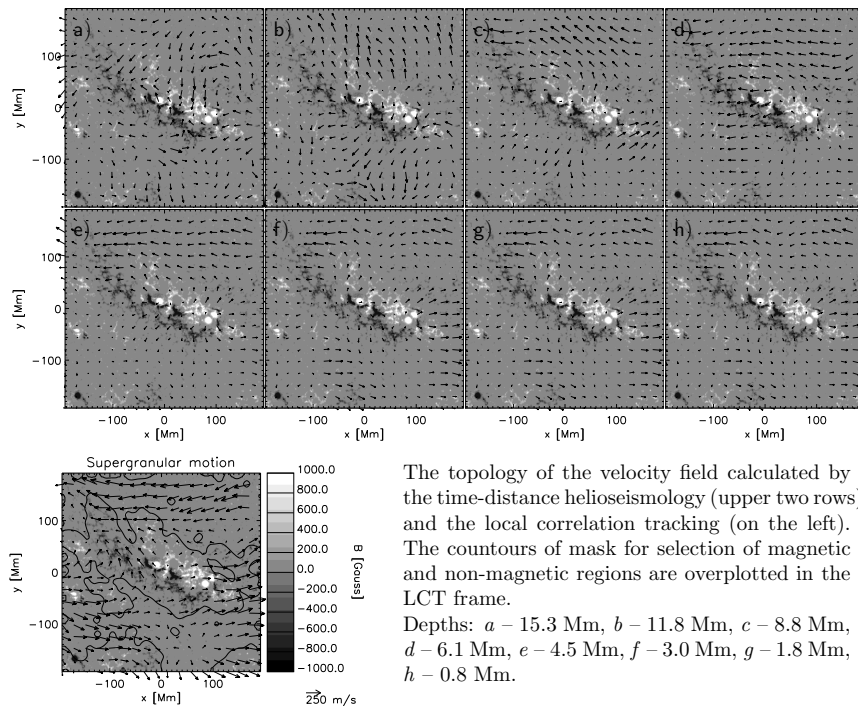 a) b) c) d)
100
0
−100
y [Mm]
e) f) g) h)
100
0
−100
y [Mm]
−100 0 100 −100 0 100 −100 0 100 −100 0 100
x [Mm] x [Mm] x [Mm] x [Mm]
Supergranular motion
100
0
−100
y [Mm]
−100 0 100
x [Mm]
1000.0
800.0
600.0
400.0
200.0
0.0
−200.0
−400.0
−600.0
−800.0
−1000.0
B [Gauss]
250 m/s
The topology of the velocity field calculated by
the time-distance helioseismology (upper two rows)
and the local correlation tracking (on the left).
The countours of mask for selection of magnetic
and non-magnetic regions are overplotted in the
LCT frame.
Depths: a – 15.3 Mm, b – 11.8 Mm, c – 8.8 Mm,
d – 6.1 Mm, e – 4.5 Mm, f – 3.0 Mm, g – 1.8 Mm,
h – 0.8 Mm.